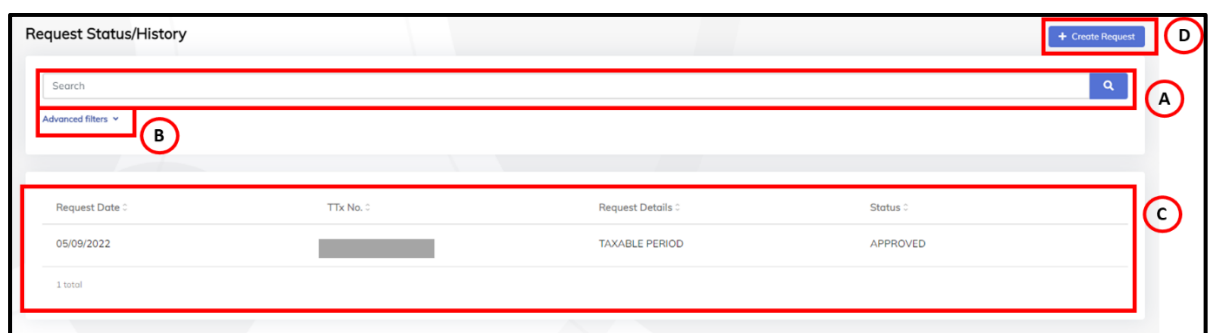 Request Status/History
+ Create Request
D
Search
A
Advanced filters
B
Request Date TTx No. Request Details Status
C
05/09/2022 TAXABLE PERIOD APPROVED
1 total